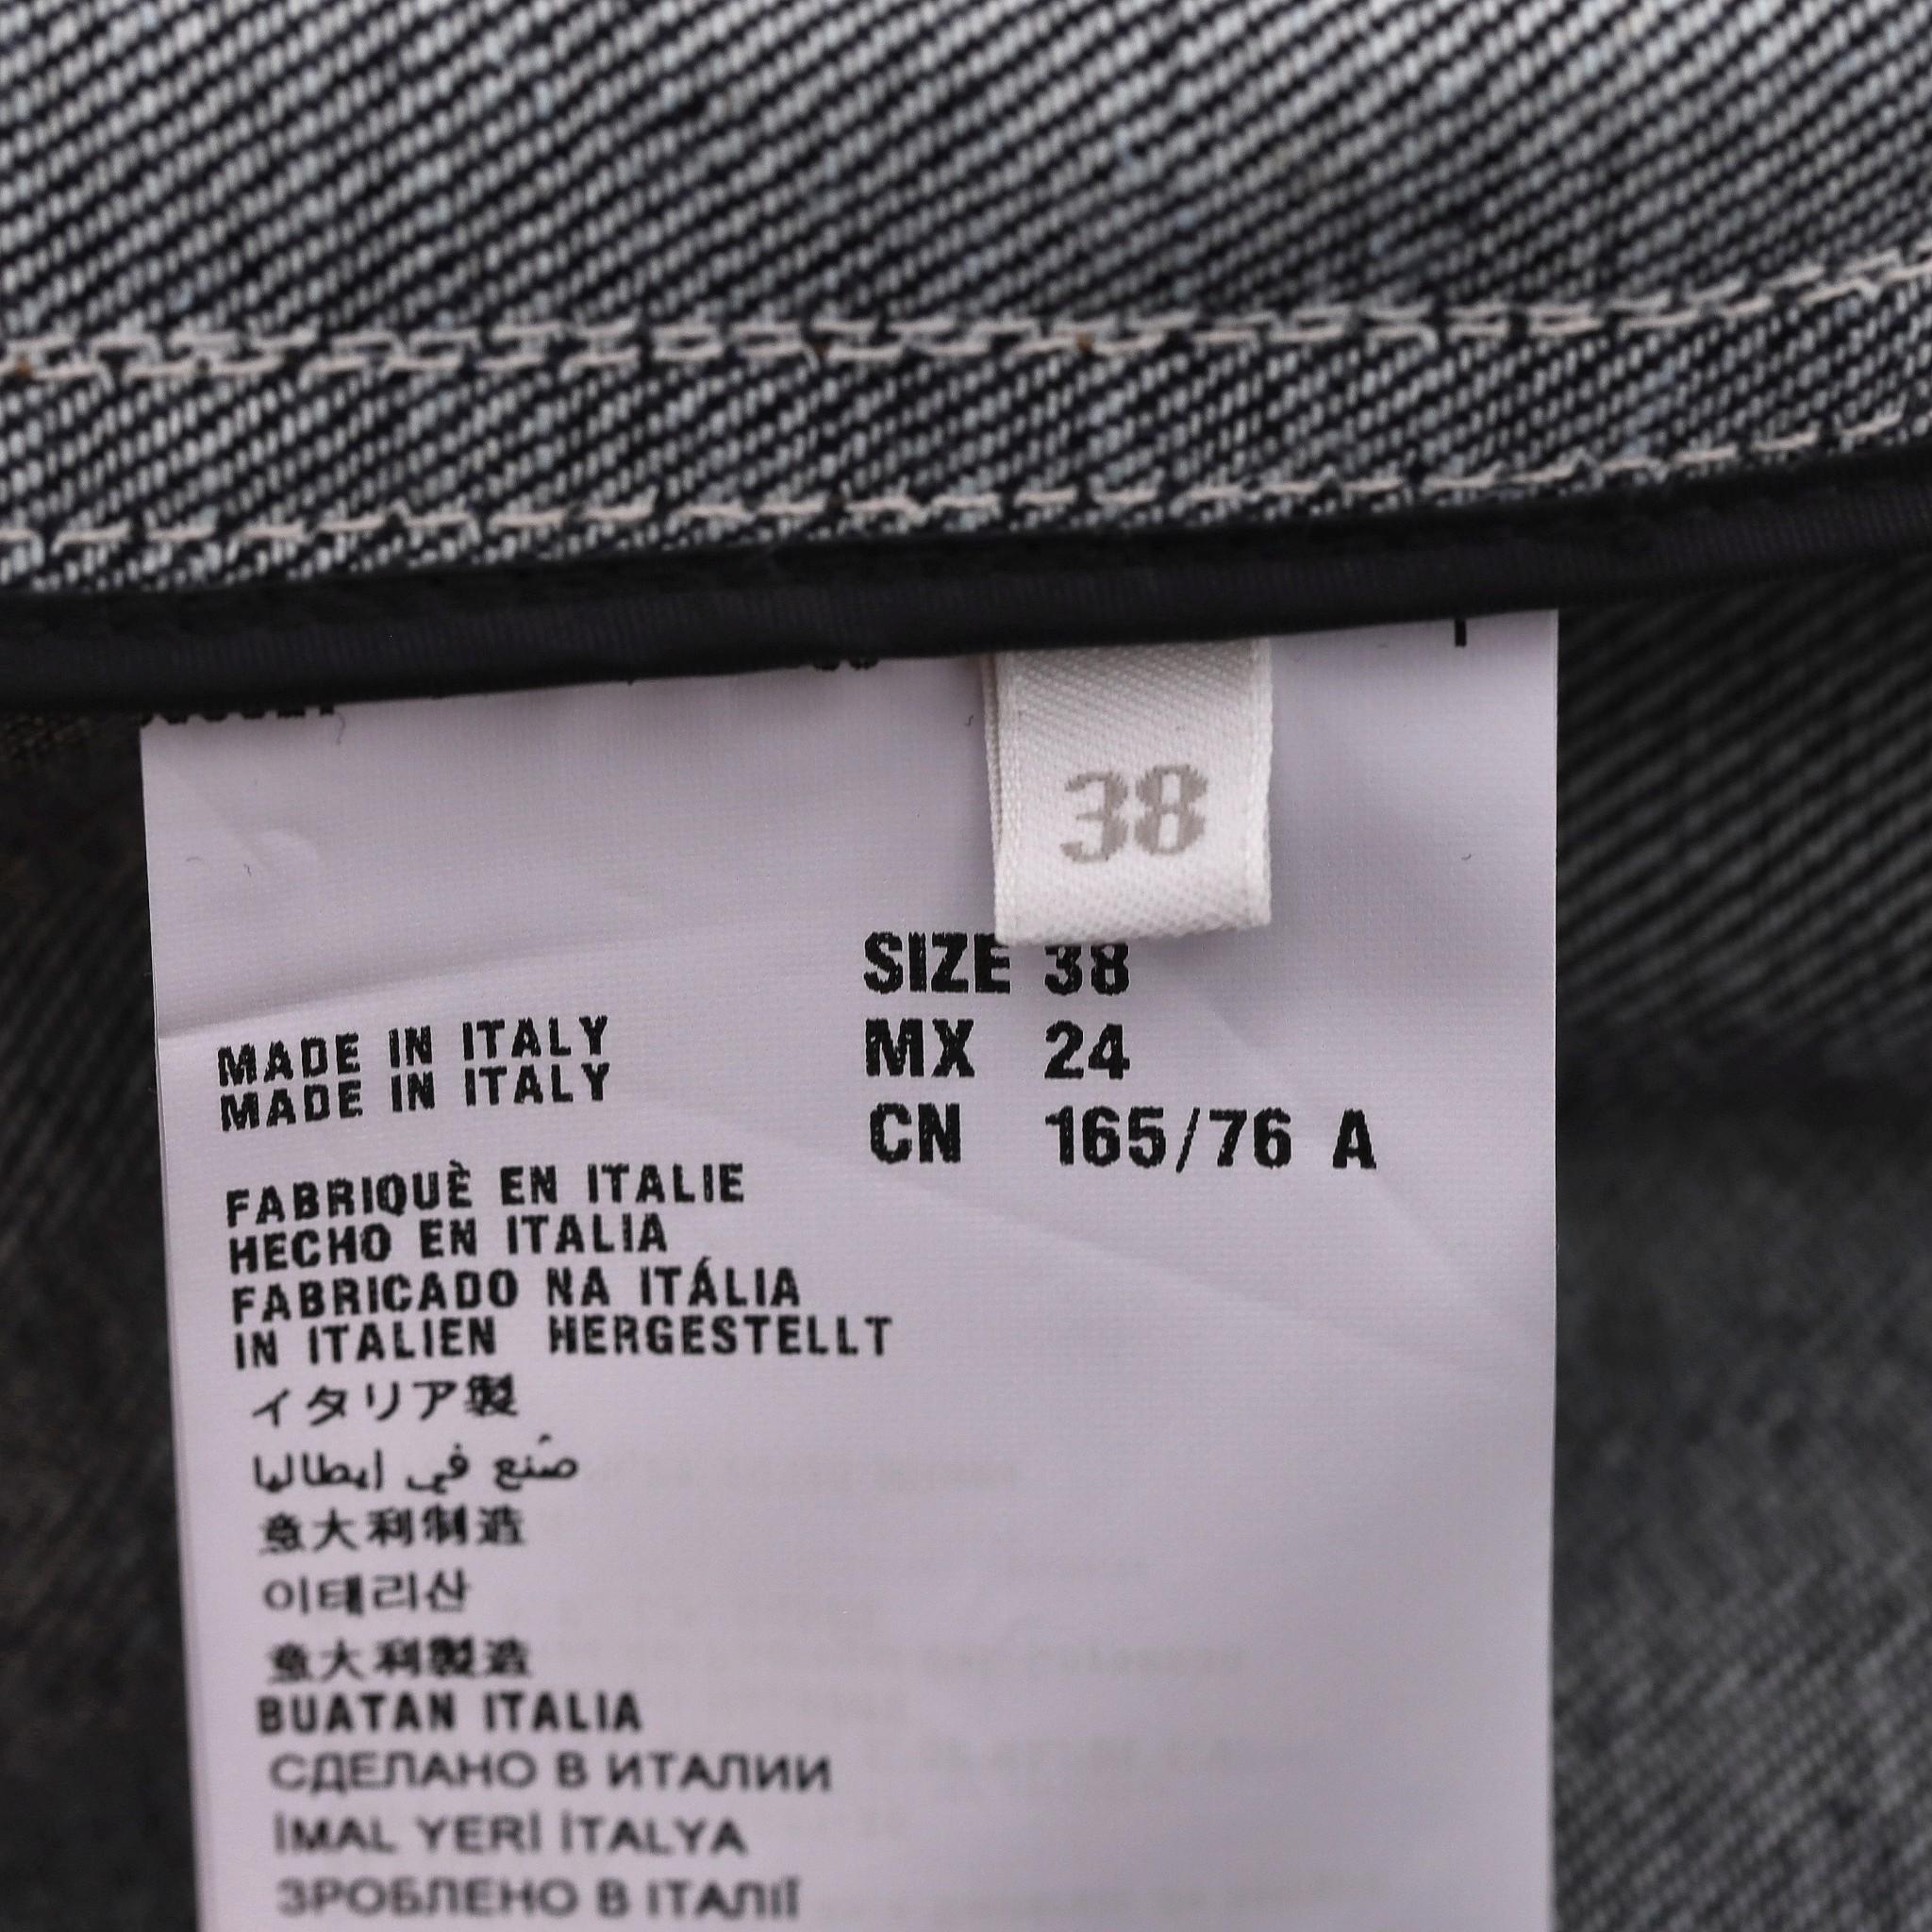 38
SIZE 38
MX 24
CN 165/76 A
MADE IN ITALY
MADE IN ITALY
FABRIQUÈ EN ITALIE
HECHO EN ITALIA
FABRICADO NA ITÁLIA
IN ITALIEN HERGESTELLT
イタリア製
صُنع في إيطاليا
意大利制造
이태리산
意大利製造
BUATAN ITALIA
СДЕЛАНО В ИТАЛИИ
İMAL YERİ İTALYA
ЗРОБЛЕНО В ІТАЛІЇ